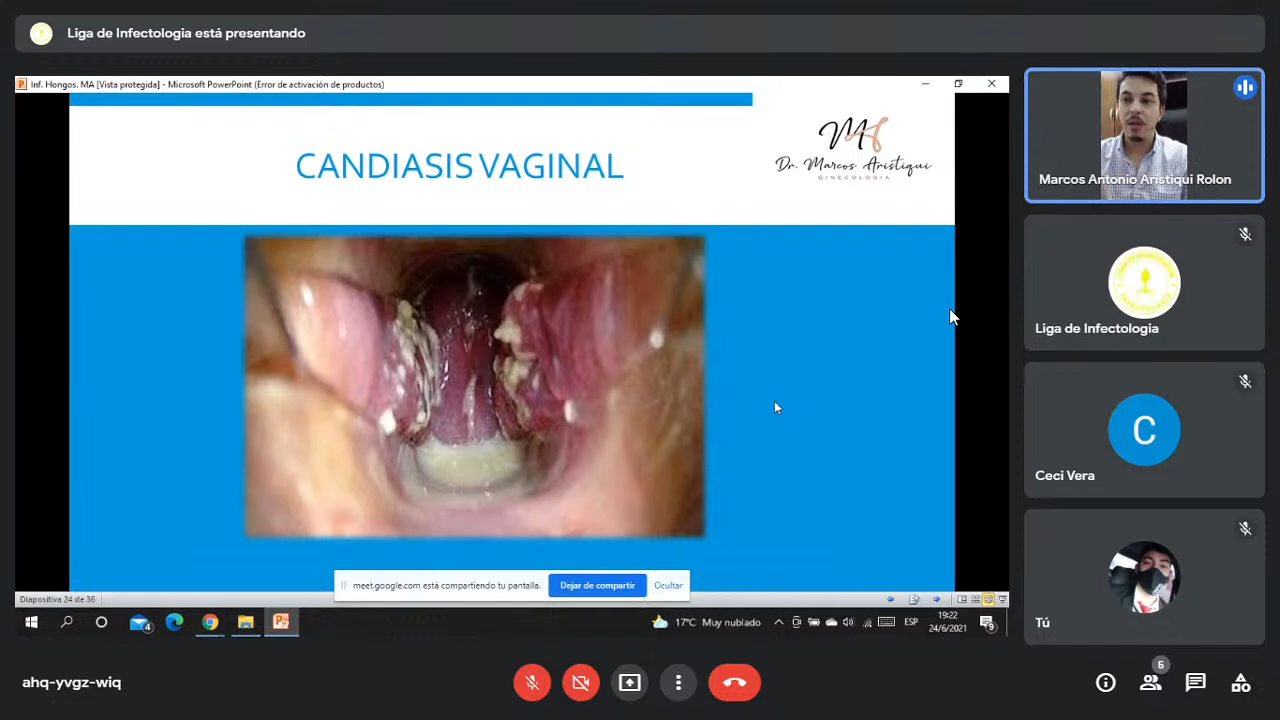 Liga de Infectologia está presentando
Inf. Hongos. MA [Vista protegida] - Microsoft PowerPoint (Error de activación de productos)
CANDIASIS VAGINAL
MA
Dr. Marcos Aristiqui
GINECOLOGIA
Marcos Antonio Aristiqui Rolon
Liga de Infectologia
C
Ceci Vera
Tú
meet.google.com está compartiendo tu pantalla.
Dejar de compartir
Ocultar
Diapositiva 24 de 36
4
17°C Muy nublado
ESP
19:22
24/6/2021
9
ahq-yvgz-wiq
5